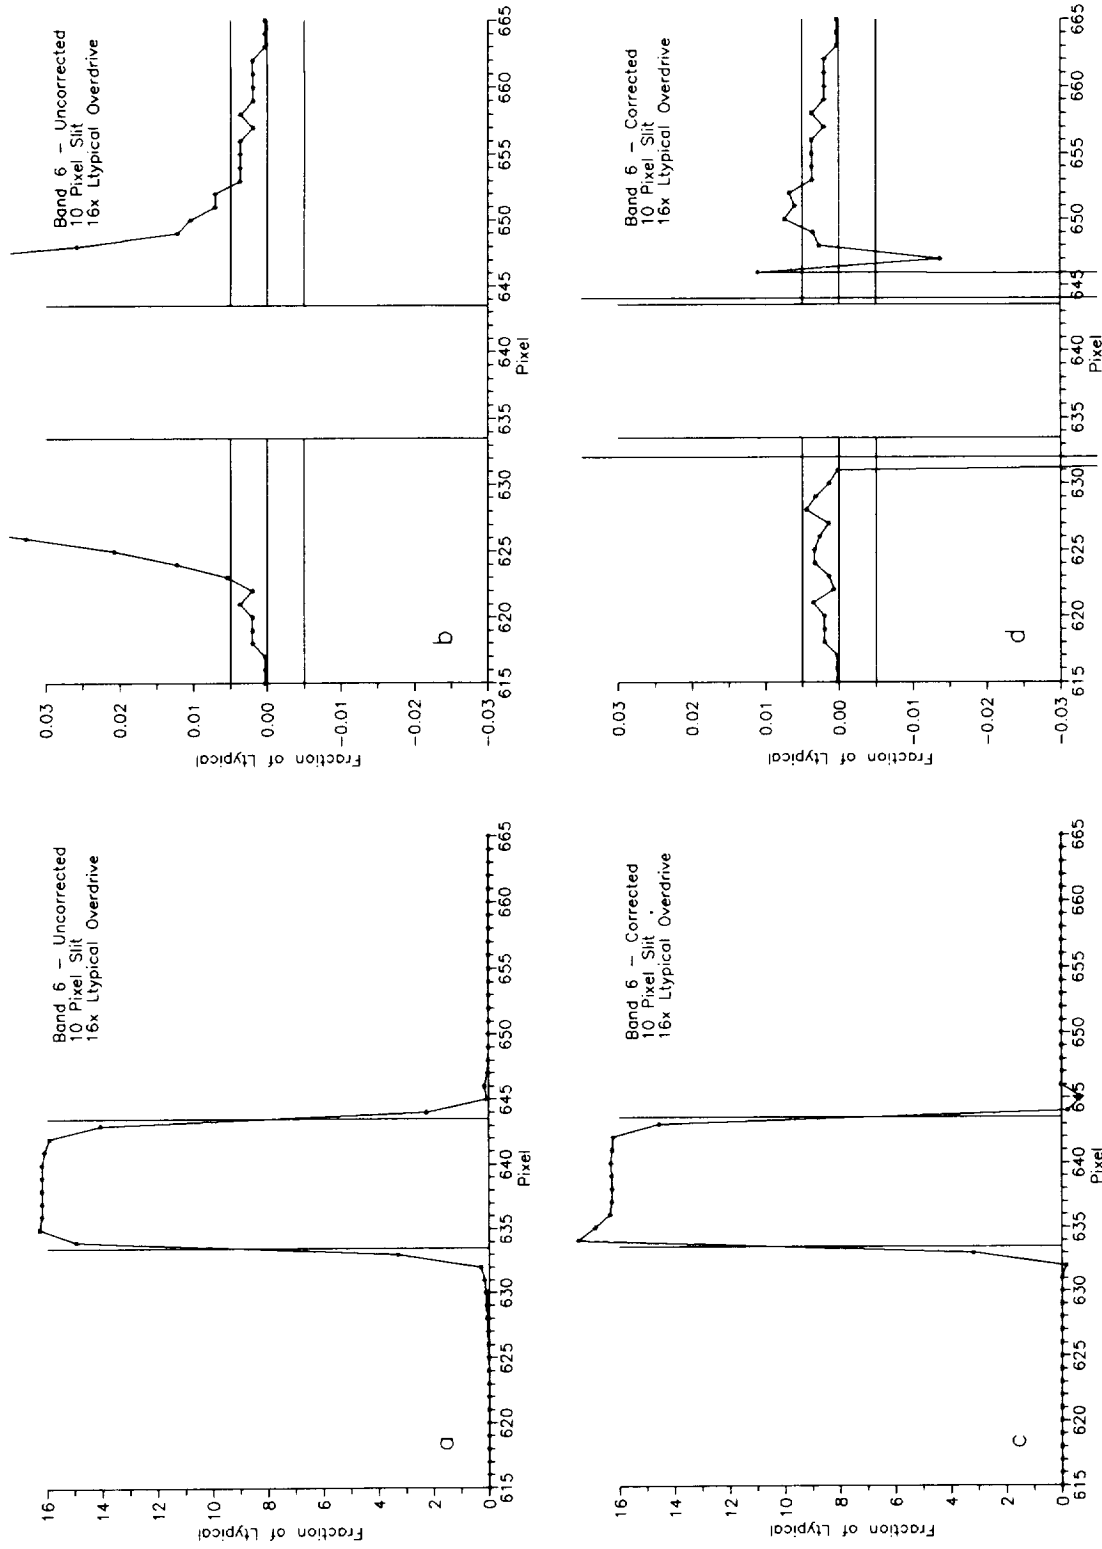 Band 6 – Uncorrected
10 Pixel Slit
16x Ltypical Overdrive
16
14
12
10
8
6
4
2
0
Fraction of Ltypical
a
615 620 625 630 635 640 645 650 655 660 665
Pixel
Band 6 – Uncorrected
10 Pixel Slit
16x Ltypical Overdrive
0.03
0.02
0.01
0.00
−0.01
−0.02
−0.03
Fraction of Ltypical
b
615 620 625 630 635 640 645 650 655 660 665
Pixel
Band 6 – Corrected
10 Pixel Slit
16x Ltypical Overdrive
16
14
12
10
8
6
4
2
0
Fraction of Ltypical
c
615 620 625 630 635 640 645 650 655 660 665
Pixel
Band 6 – Corrected
10 Pixel Slit
16x Ltypical Overdrive
0.03
0.02
0.01
0.00
−0.01
−0.02
−0.03
Fraction of Ltypical
d
615 620 625 630 635 640 645 650 655 660 665
Pixel